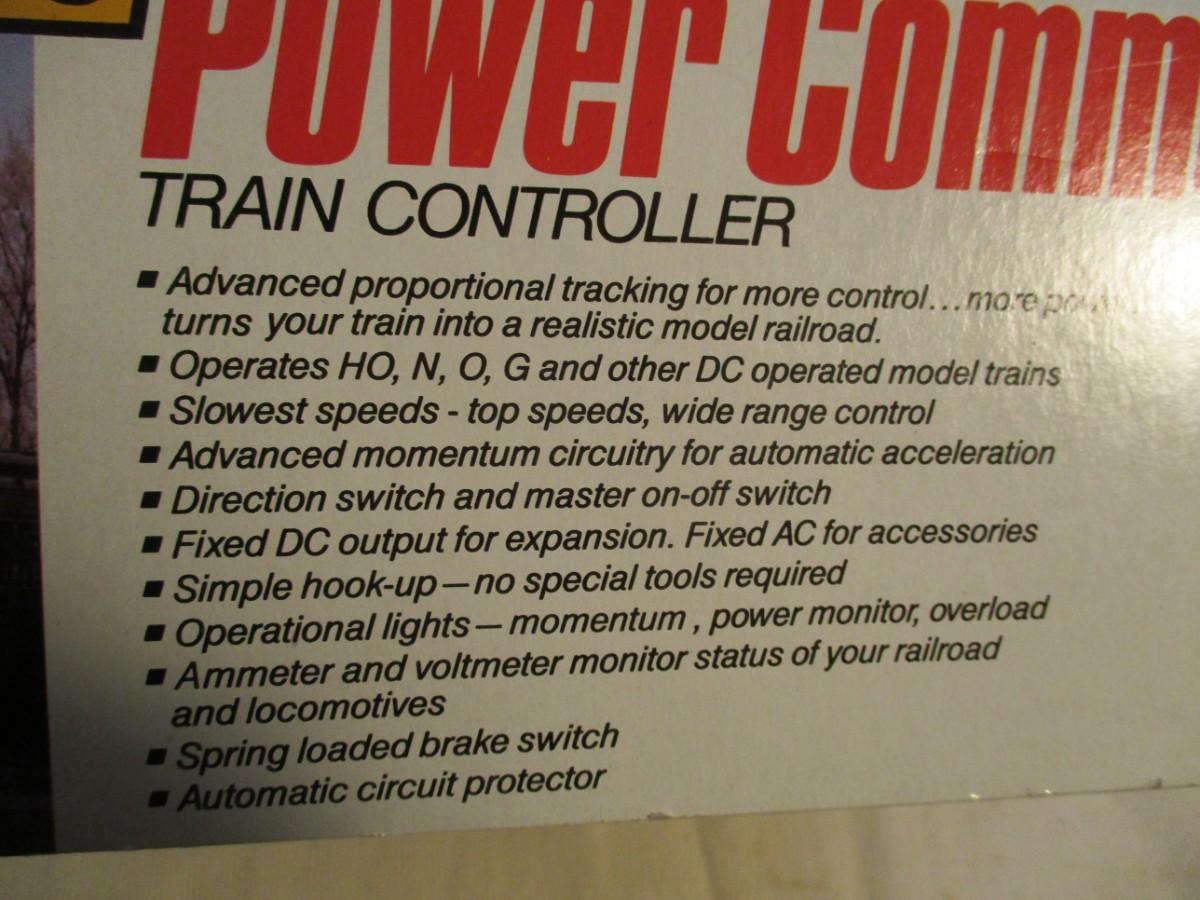 Power Comm
TRAIN CONTROLLER
▪ Advanced proportional tracking for more control...more
turns your train into a realistic model railroad.
▪ Operates HO, N, O, G and other DC operated model trains
▪ Slowest speeds - top speeds, wide range control
▪ Advanced momentum circuitry for automatic acceleration
▪ Direction switch and master on-off switch
▪ Fixed DC output for expansion. Fixed AC for accessories
▪ Simple hook-up—no special tools required
▪ Operational lights—momentum , power monitor, overload
▪ Ammeter and voltmeter monitor status of your railroad
and locomotives
▪ Spring loaded brake switch
▪ Automatic circuit protector